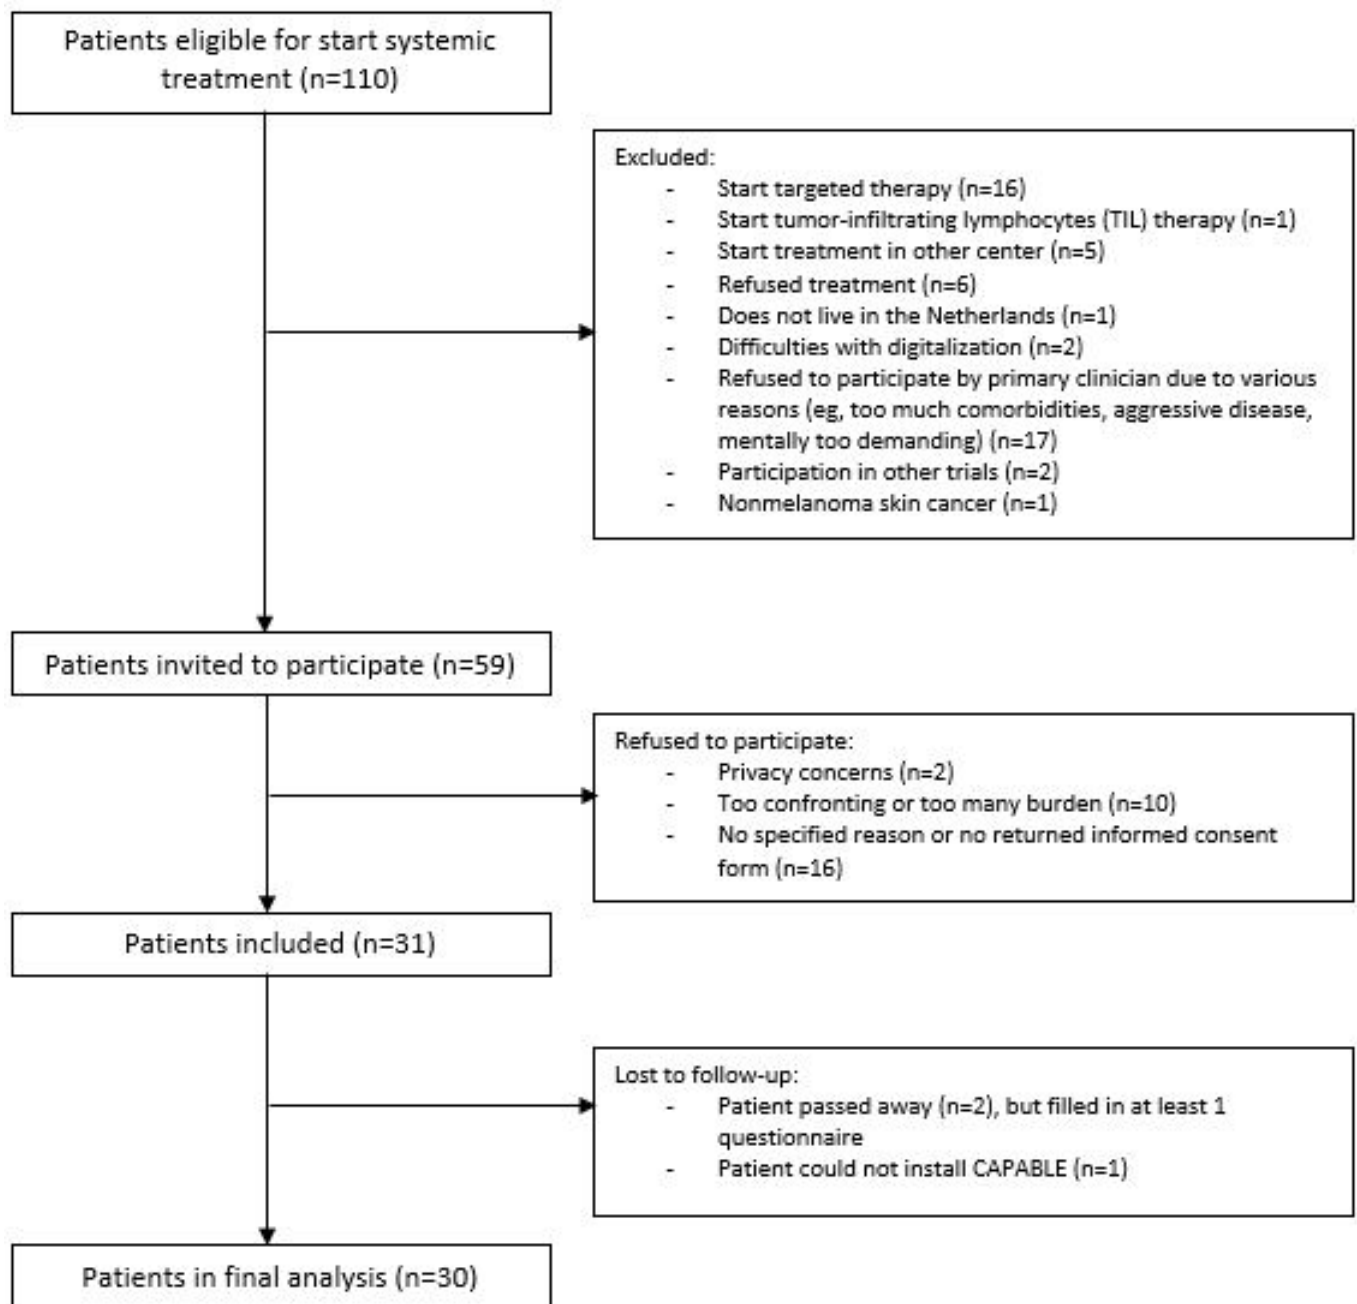 Patients eligible for start systemic
treatment (n=110)
Excluded:
- Start targeted therapy (n=16)
- Start tumor-infiltrating lymphocytes (TIL) therapy (n=1)
- Start treatment in other center (n=5)
- Refused treatment (n=6)
- Does not live in the Netherlands (n=1)
- Difficulties with digitalization (n=2)
- Refused to participate by primary clinician due to various
reasons (eg, too much comorbidities, aggressive disease,
mentally too demanding) (n=17)
- Participation in other trials (n=2)
- Nonmelanoma skin cancer (n=1)
Patients invited to participate (n=59)
Refused to participate:
- Privacy concerns (n=2)
- Too confronting or too many burden (n=10)
- No specified reason or no returned informed consent
form (n=16)
Patients included (n=31)
Lost to follow-up:
- Patient passed away (n=2), but filled in at least 1
questionnaire
- Patient could not install CAPABLE (n=1)
Patients in final analysis (n=30)